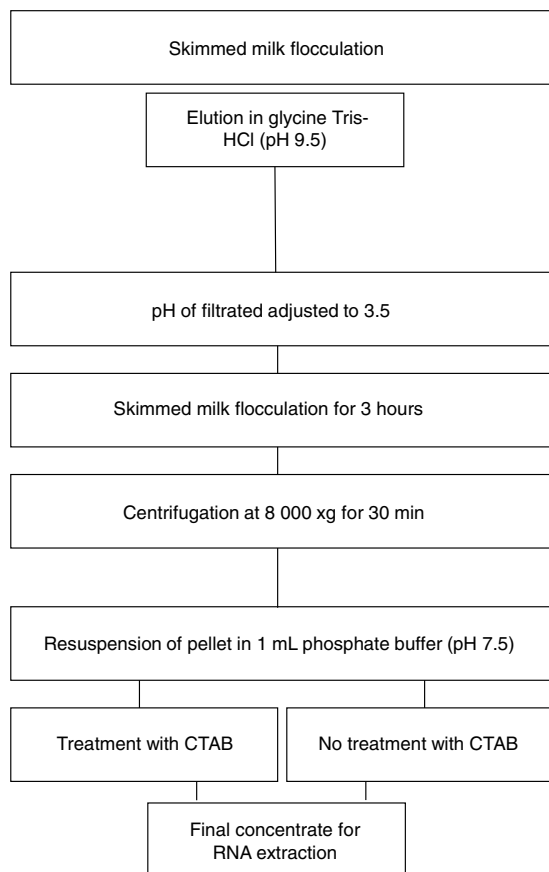 Skimmed milk flocculation
Elution in glycine Tris-
HCl (pH 9.5)
pH of filtrated adjusted to 3.5
Skimmed milk flocculation for 3 hours
Centrifugation at 8 000 xg for 30 min
Resuspension of pellet in 1 mL phosphate buffer (pH 7.5)
Treatment with CTAB
No treatment with CTAB
Final concentrate for
RNA extraction